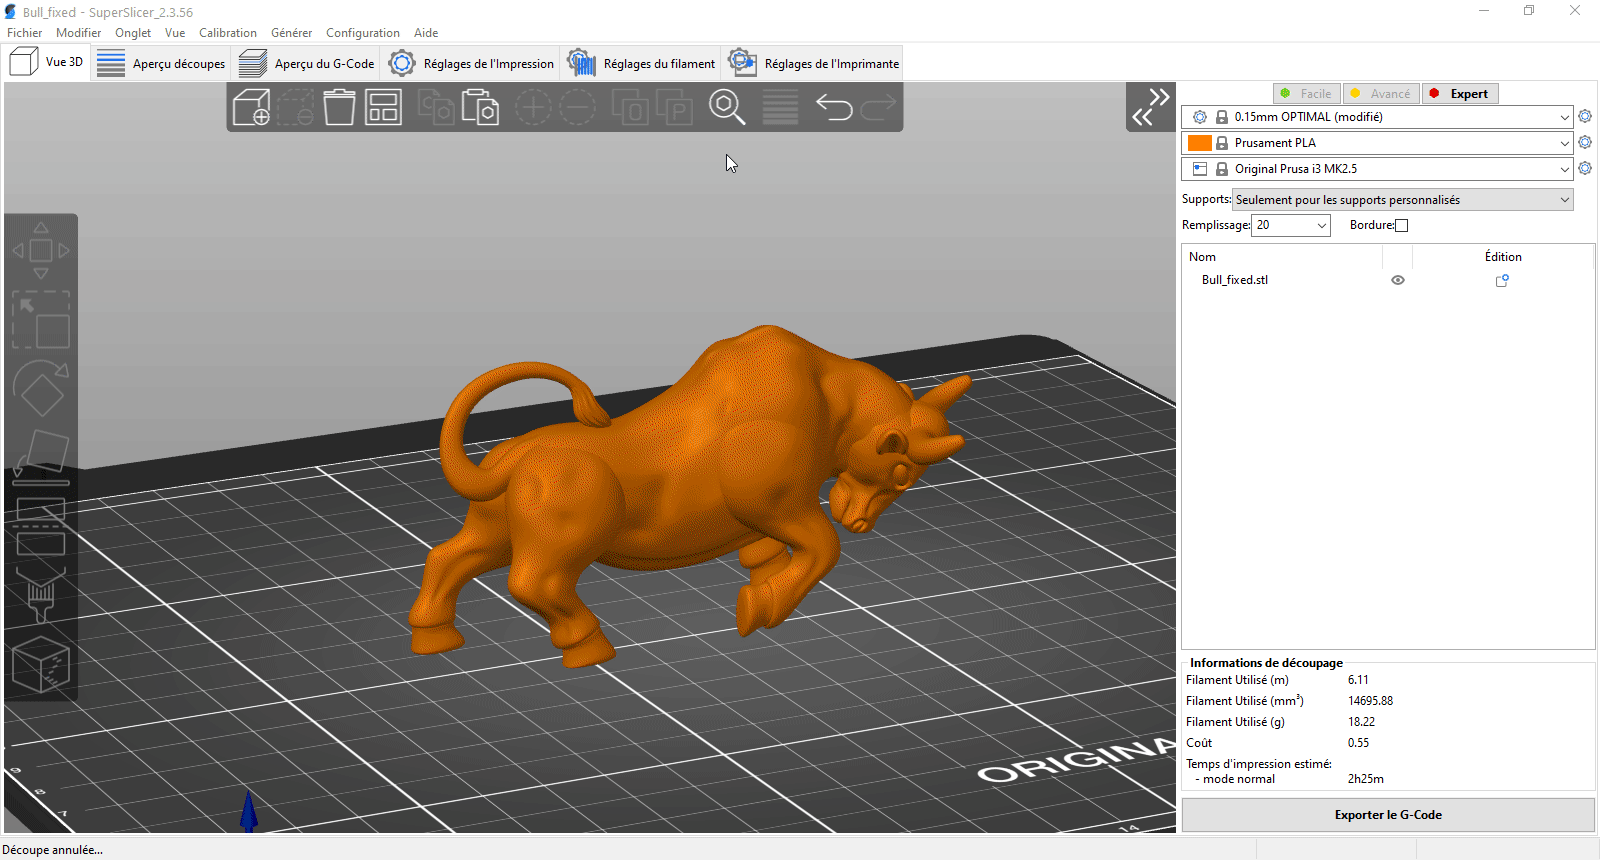 Bull_fixed - SuperSlicer_2.3.56
Fichier Modifier Onglet Vue Calibration Générer Configuration Aide
Vue 3D Aperçu découpes Aperçu du G-Code Réglages de l'Impression Réglages du filament Réglages de l'Imprimante
Facile Avancé Expert
0.15mm OPTIMAL (modifié)
Prusament PLA
Original Prusa i3 MK2.5
Supports: Seulement pour les supports personnalisés
Remplissage: 20 Bordure:
Nom Édition
Bull_fixed.stl
ORIGINA
9
8
7
14
Informations de découpage
Filament Utilisé (m) 6.11
Filament Utilisé (mm³) 14695.88
Filament Utilisé (g) 18.22
Coût 0.55
Temps d'impression estimé:
- mode normal 2h25m
Exporter le G-Code
Découpe annulée...